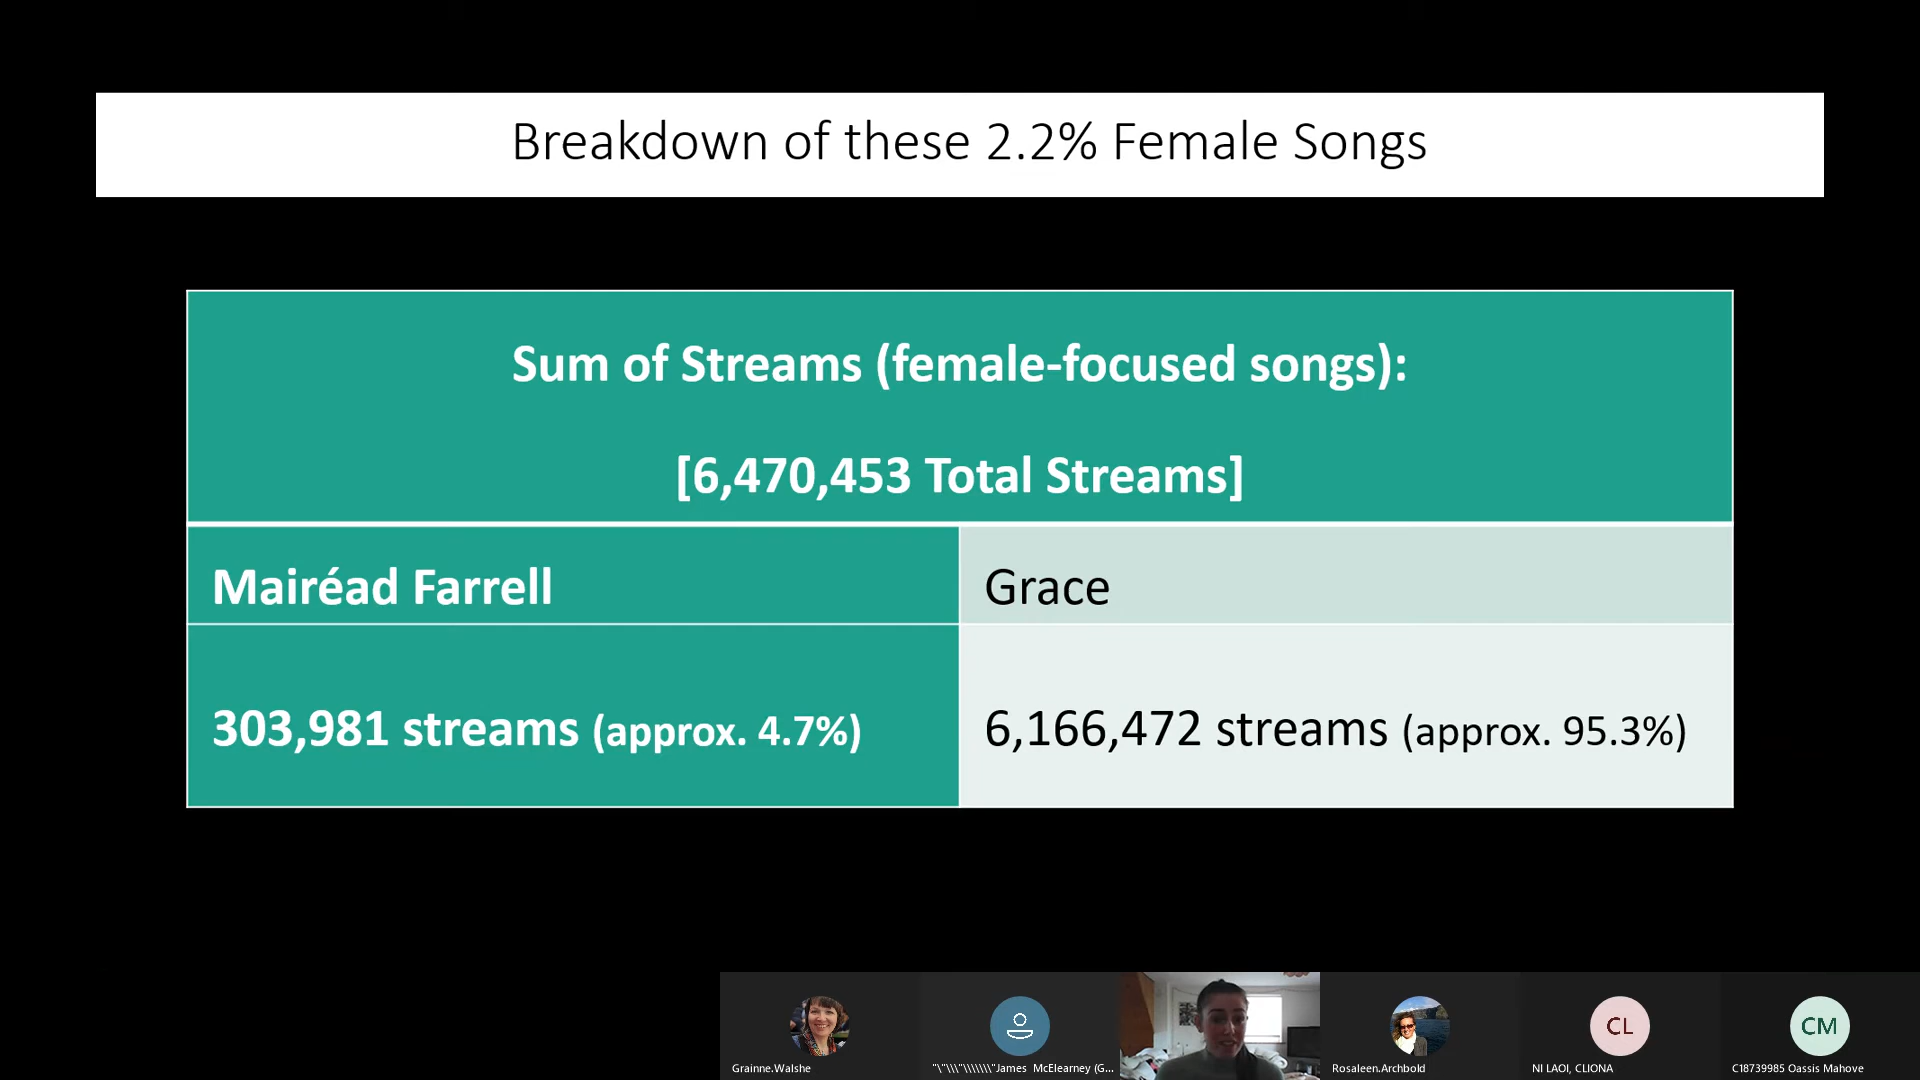 Breakdown of these 2.2% Female Songs
Sum of Streams (female-focused songs):
[6,470,453 Total Streams]
Mairéad Farrell
Grace
303,981 streams (approx. 4.7%)
6,166,472 streams (approx. 95.3%)
CL
CM
Grainne.Walshe
"\"\\\"\\\\\\\"James McElearney (G...
Rosaleen.Archbold
NI LAOI, CLIONA
C18739985 Oassis Mahove